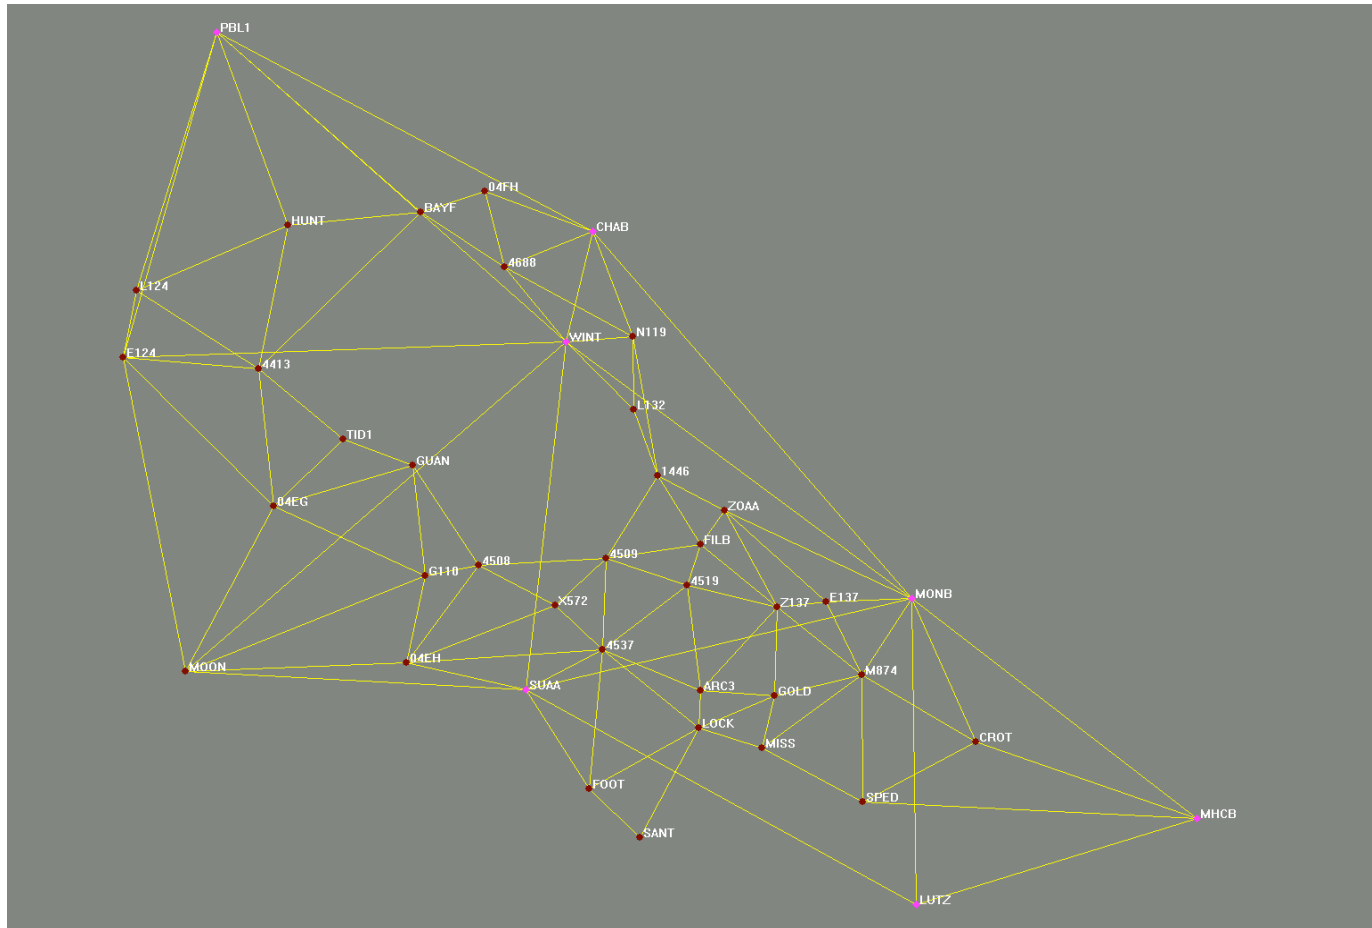 PBL1
04FH
BAYF
HUNT
CHAB
4688
L124
N119
WINT
E124
4413
L132
TID1
GUAN
1446
04EG
ZOAA
FILB
4509
4508
G110
4519
X572
Z137
E137
MONB
4537
04EH
MOON
M874
SUAA
ARC3
GOLD
LOCK
CROT
MISS
FOOT
SPED
MHCB
SANT
LUTZ